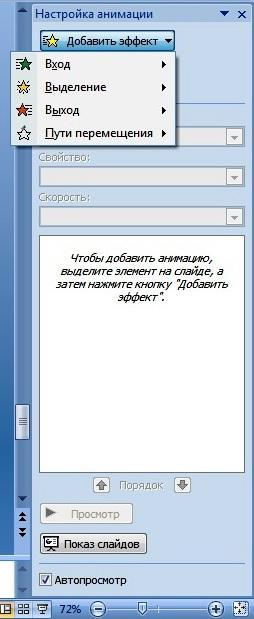 Настройка анимации
Добавить эффект
Вход
Выделение
Выход
Пути перемещения
Свойство:
Скорость:
Чтобы добавить анимацию,
выделите элемент на слайде, а
затем нажмите кнопку "Добавить
эффект".
Порядок
Просмотр
Показ слайдов
Автопросмотр
72%